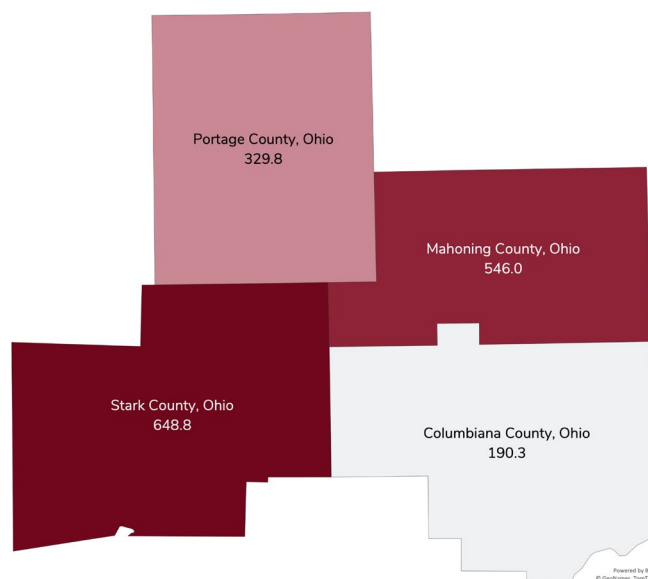 Portage County, Ohio
329.8
Mahoning County, Ohio
546.0
Stark County, Ohio
648.8
Columbiana County, Ohio
190.3
Powered by B
© GeoNames, TomT